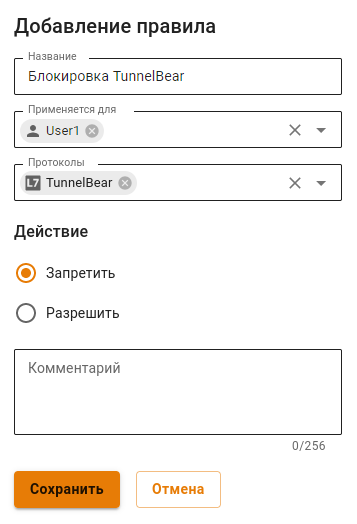 Добавление правила
Название
Блокировка TunnelBear
Применяется для
User1
Протоколы
L7 TunnelBear
Действие
Запретить
Разрешить
Комментарий
0/256
Сохранить Отмена